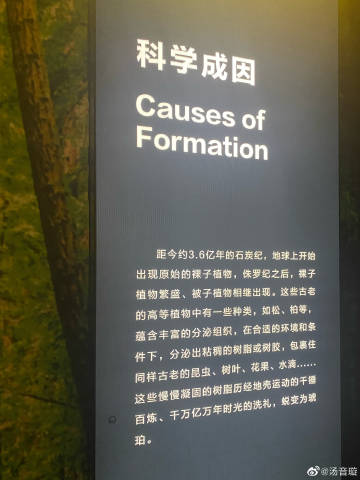 科学成因
Causes of
Formation
距今约3.6亿年的石炭纪，地球上开始
出现原始的裸子植物，侏罗纪之后，裸子
植物繁盛、被子植物相继出现。这些古老
的高等植物中有一些种类，如松、柏等，
蕴含丰富的分泌组织，在合适的环境和条
件下，分泌出粘稠的树脂或树胶，包裹住
同样古老的昆虫、树叶、花果、水滴……
这些慢慢凝固的树脂历经地壳运动的千锤
百炼、千万亿万年时光的洗礼，蜕变为琥
珀。
@汤音璇